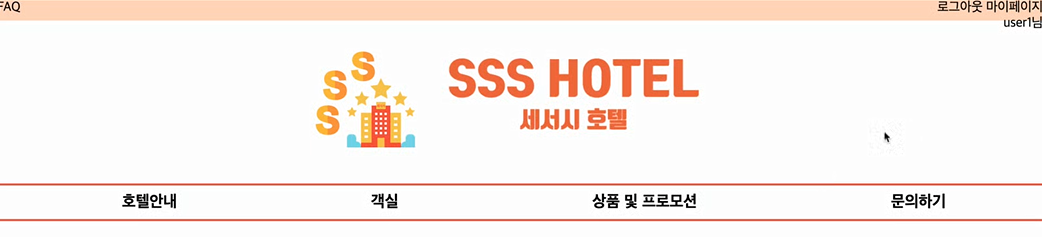 FAQ
로그아웃 마이페이지
user1님
S
S
S
SSS HOTEL
세서시 호텔
호텔안내 객실 상품 및 프로모션 문의하기